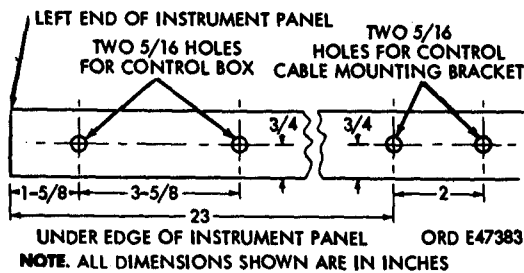 LEFT END OF INSTRUMENT PANEL
TWO 5/16 HOLES
FOR CONTROL BOX
TWO 5/16
HOLES FOR CONTROL
CABLE MOUNTING BRACKET
3/4
3/4
1-5/8
3-5/8
2
23
UNDER EDGE OF INSTRUMENT PANEL
ORD E47383
NOTE. ALL DIMENSIONS SHOWN ARE IN INCHES